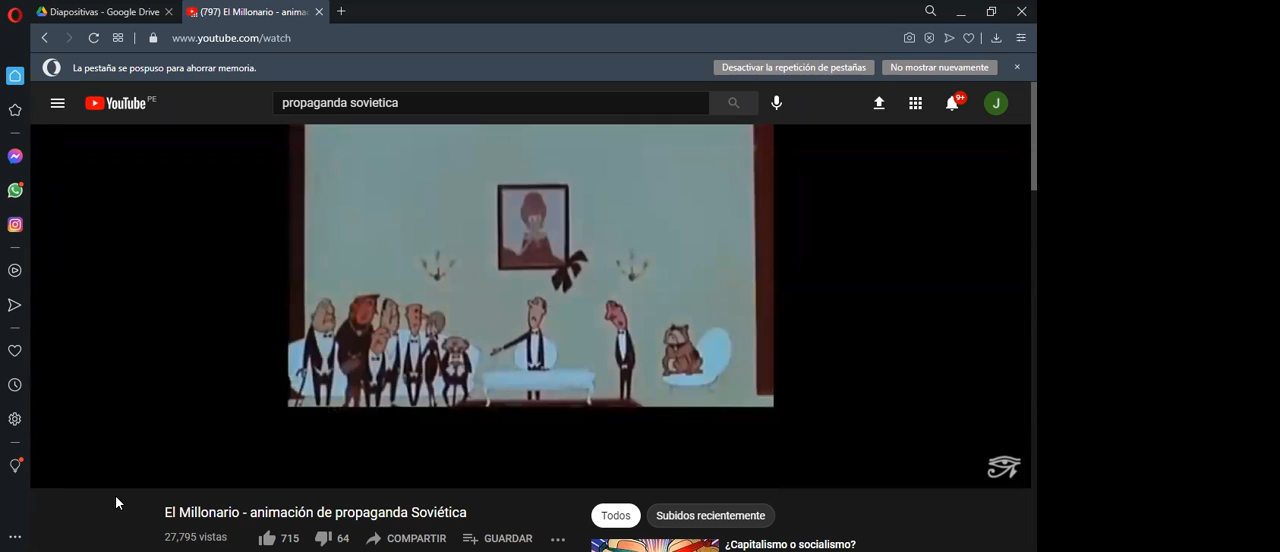 Diapositivas - Google Drive
(797) El Millonario - anima
www.youtube.com/watch
La pestaña se pospuso para ahorrar memoria.
Desactivar la repetición de pestañas
No mostrar nuevamente
YouTube PE
propaganda sovietica
9+
J
El Millonario - animación de propaganda Soviética
27,795 vistas
715
64
COMPARTIR
GUARDAR
Todos
Subidos recientemente
¿Capitalismo o socialismo?